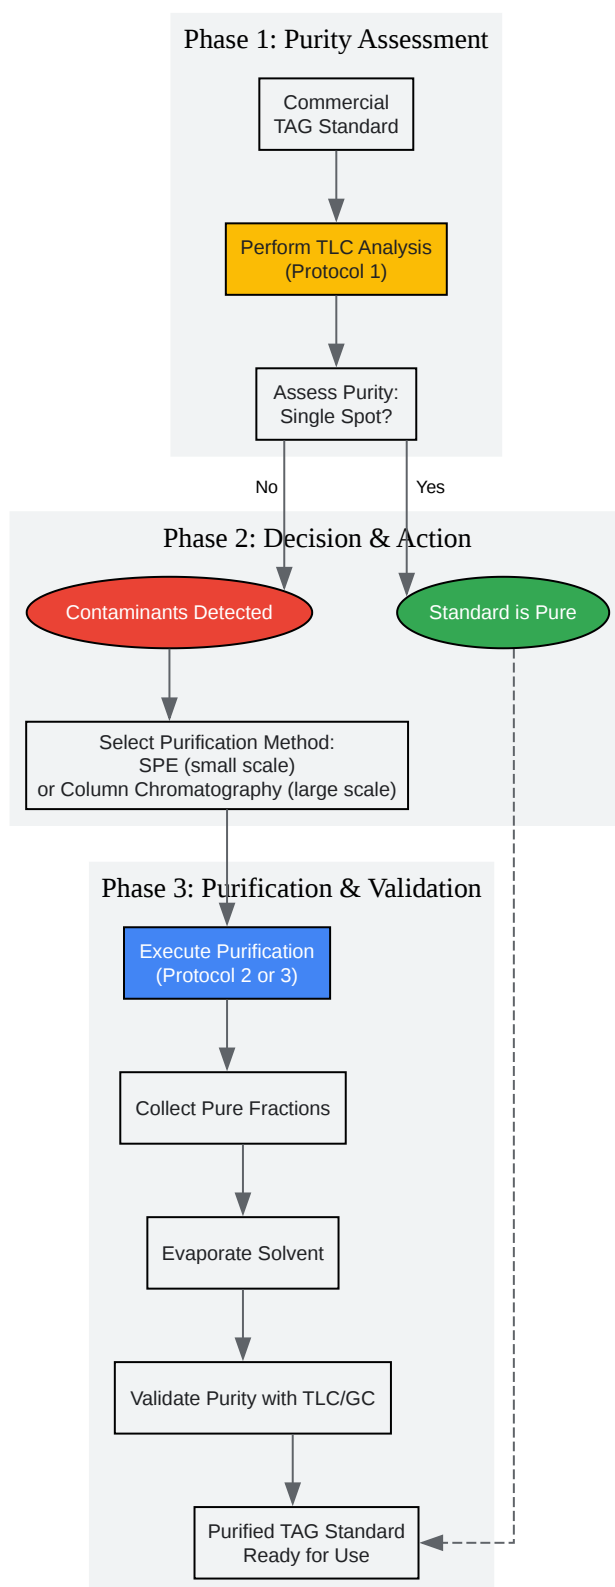 Phase 1: Purity Assessment
Commercial
TAG Standard
Perform TLC Analysis
(Protocol 1)
Assess Purity:
Single Spot?
No
Yes
Phase 2: Decision & Action
Contaminants Detected
Standard is Pure
Select Purification Method:
SPE (small scale)
or Column Chromatography (large scale)
Phase 3: Purification & Validation
Execute Purification
(Protocol 2 or 3)
Collect Pure Fractions
Evaporate Solvent
Validate Purity with TLC/GC
Purified TAG Standard
Ready for Use